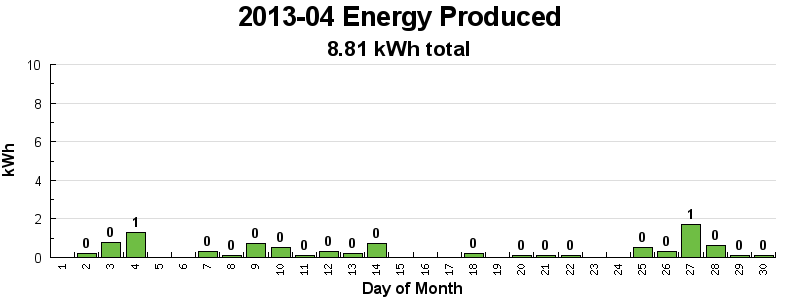 2013-04 Energy Produced
8.81 kWh total
10
8
6
4
2
0
kWh
0 0 1 0 0 0 0 0 0 0 0 0 0 0 0 0 1 0 0 0
1 2 3 4 5 6 7 8 9 10 11 12 13 14 15 16 17 18 19 20 21 22 23 24 25 26 27 28 29 30
Day of Month